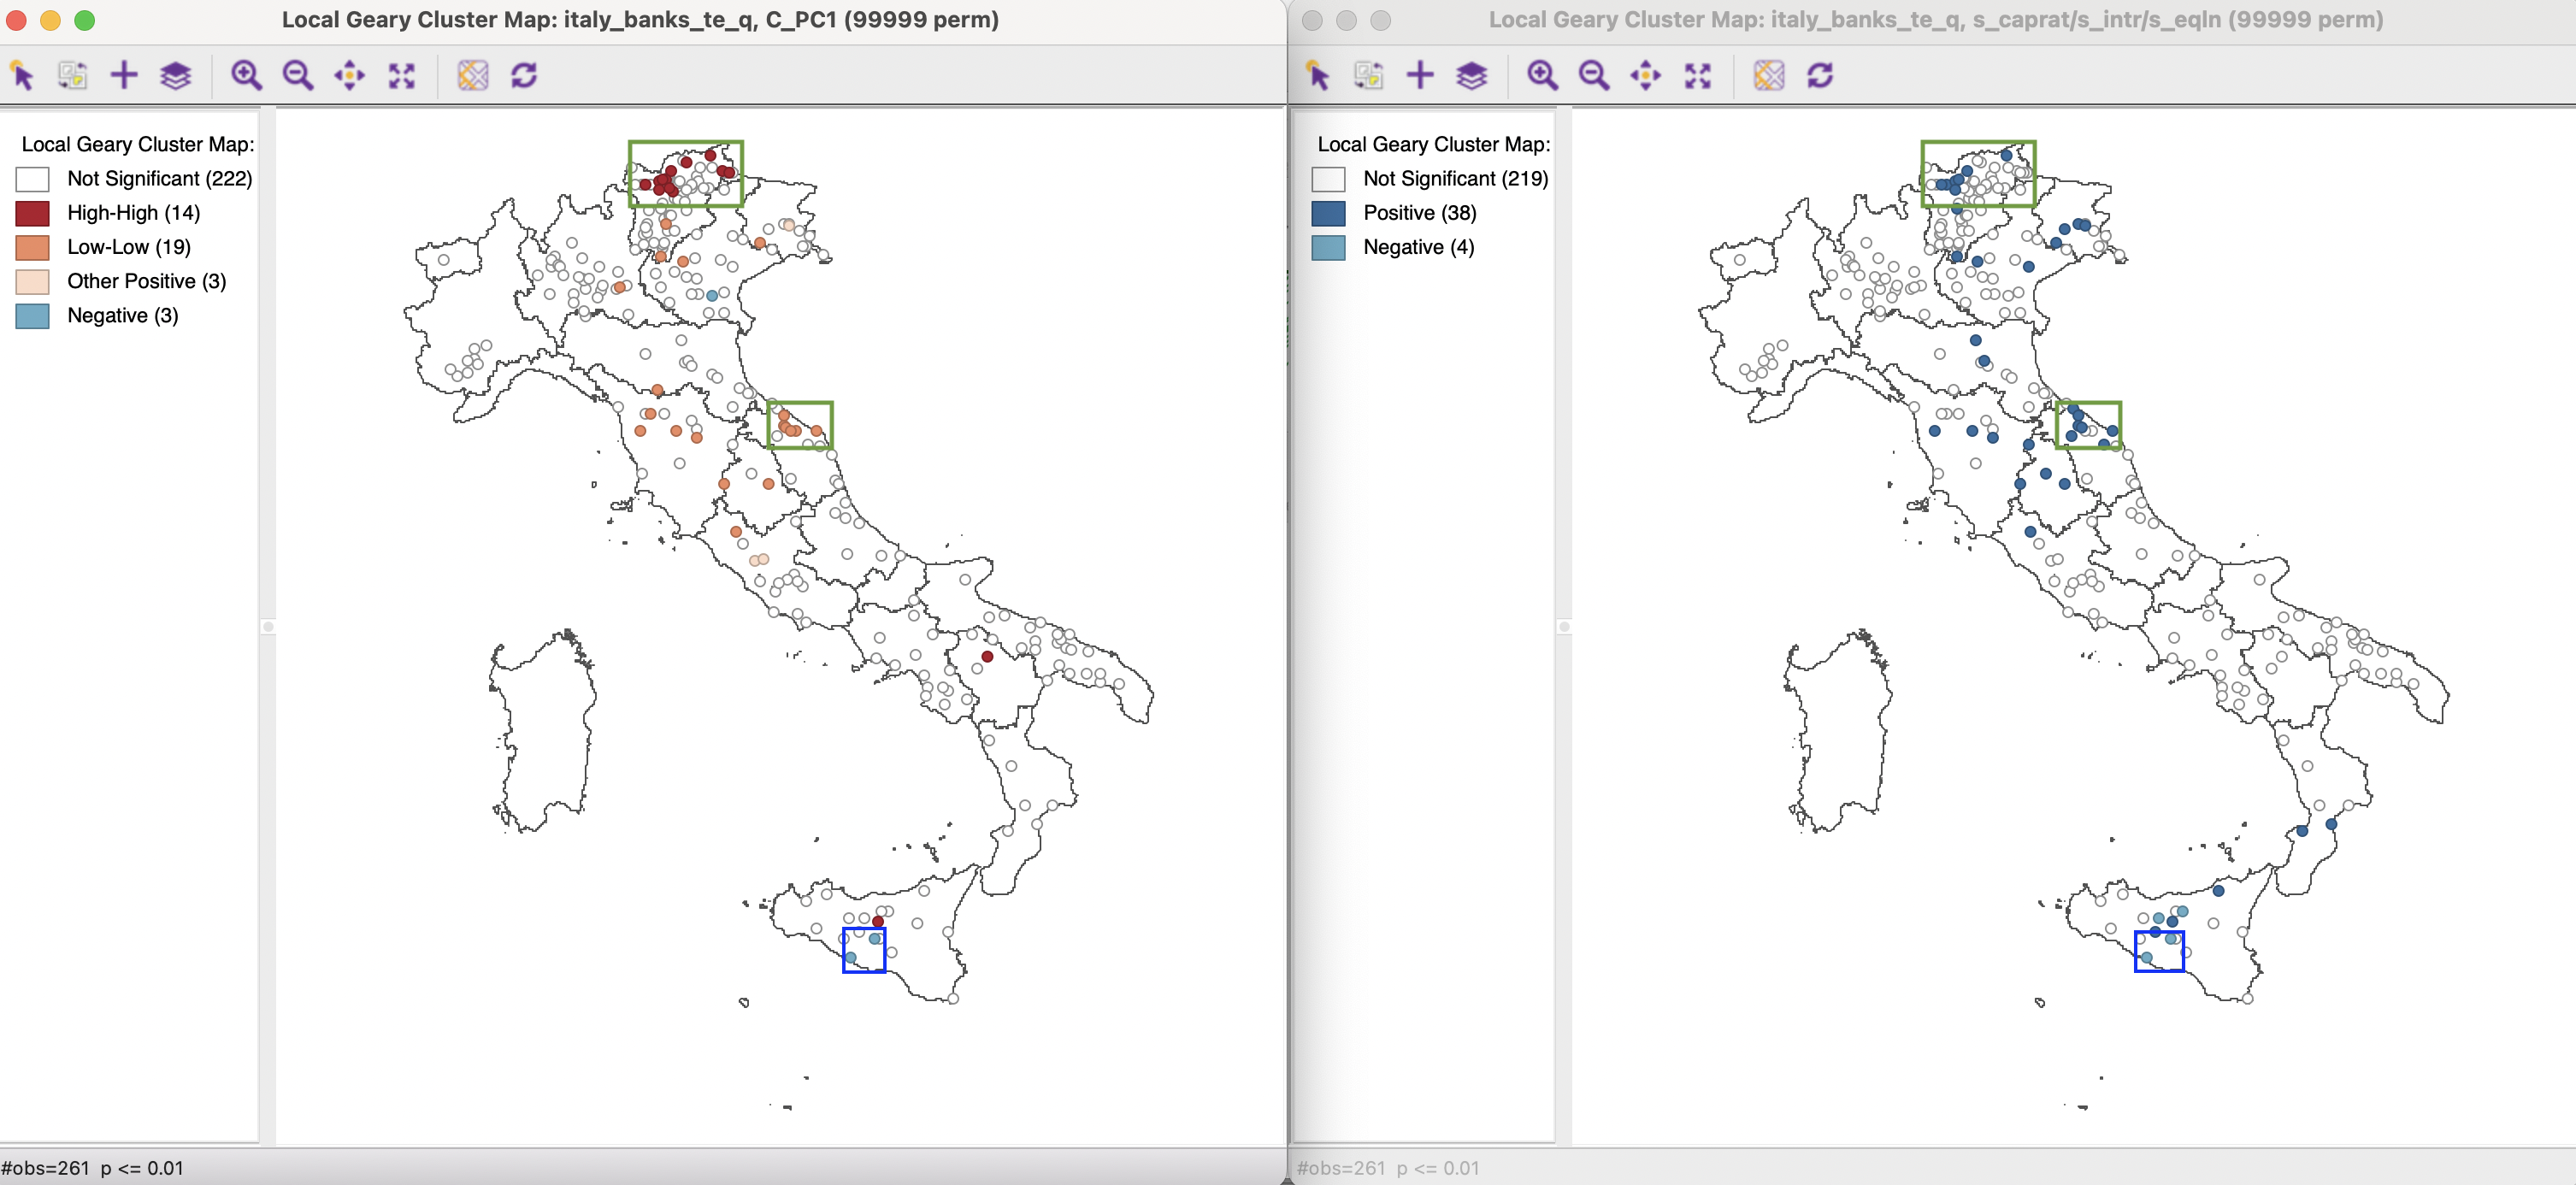 Local Geary Cluster Map: italy_banks_te_q, C_PC1 (99999 perm)
Local Geary Cluster Map:
Not Significant (222)
High-High (14)
Low-Low (19)
Other Positive (3)
Negative (3)
#obs=261 p <= 0.01
Local Geary Cluster Map: italy_banks_te_q, s_caprat/s_intr/s_eqln (99999 perm)
Local Geary Cluster Map:
Not Significant (219)
Positive (38)
Negative (4)
#obs=261 p <= 0.01